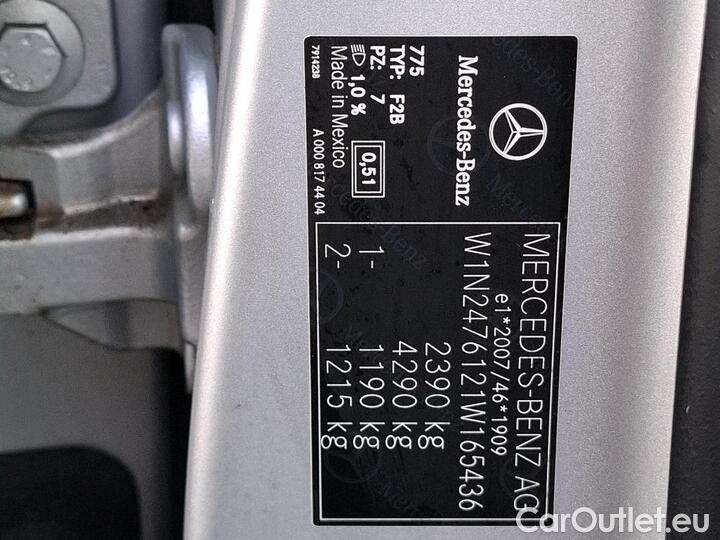 Mercedes-Benz
775
TYP: F2B
PZ: 7
1,0 %
0,51
Made in Mexico
7914238
A 000 817 44 04
MERCEDES-BENZ AG
e1*2007/46*1909
W1N2476121W165436
2390 kg
4290 kg
1- 1190 kg
2- 1215 kg
CarOutlet.eu